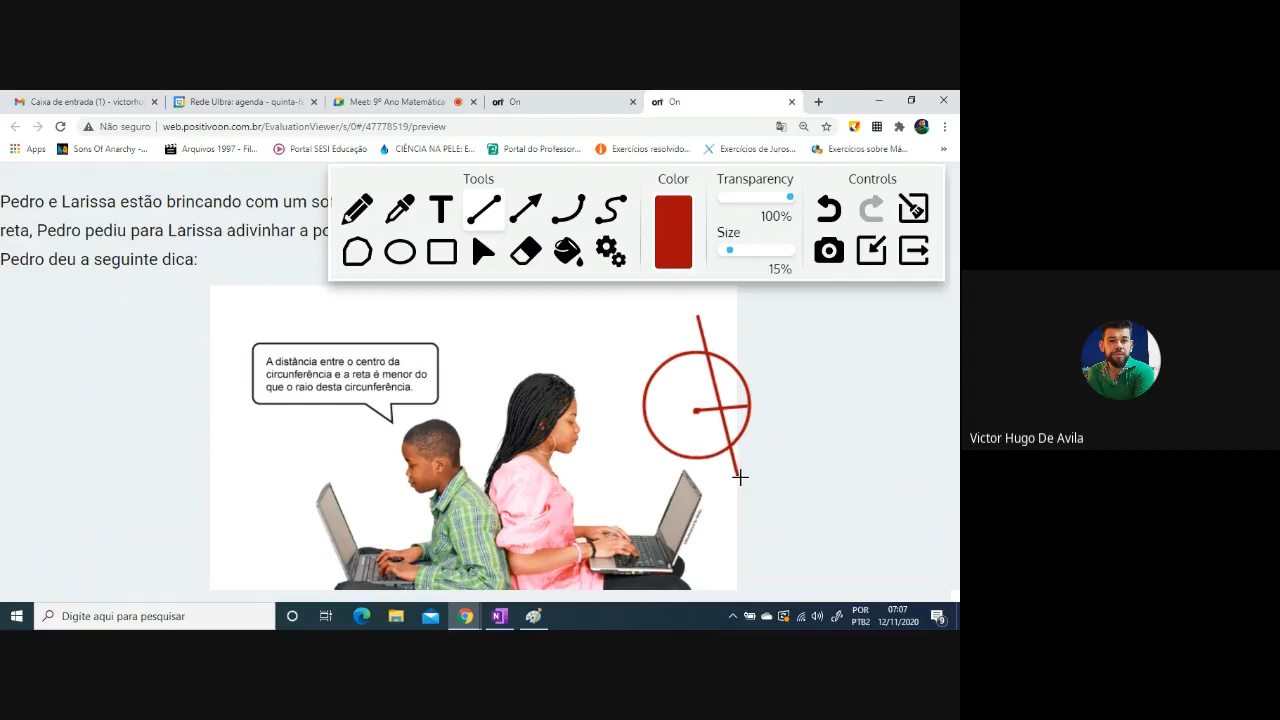 Caixa de entrada (1) - victorhu
Rede Ulbra: agenda - quinta-fe
Meet: 9º Ano Matemática
On
On
Não seguro
web.positivoon.com.br/EvaluationViewer/s/0#/47778519/preview
Apps
Sons Of Anarchy -...
Arquivos 1997 - Fil...
Portal SESI Educação
CIÊNCIA NA PELE: E...
Portal do Professor...
Exercícios resolvido...
Exercícios de Juros...
Exercícios sobre Má...
»
Tools
Color
Transparency
Controls
100%
Size
15%
T
Pedro e Larissa estão brincando com um so
reta, Pedro pediu para Larissa adivinhar a po
Pedro deu a seguinte dica:
A distância entre o centro da
circunferência e a reta é menor do
que o raio desta circunferência.
Victor Hugo De Avila
Digite aqui para pesquisar
POR
PTB2
07:07
12/11/2020
9